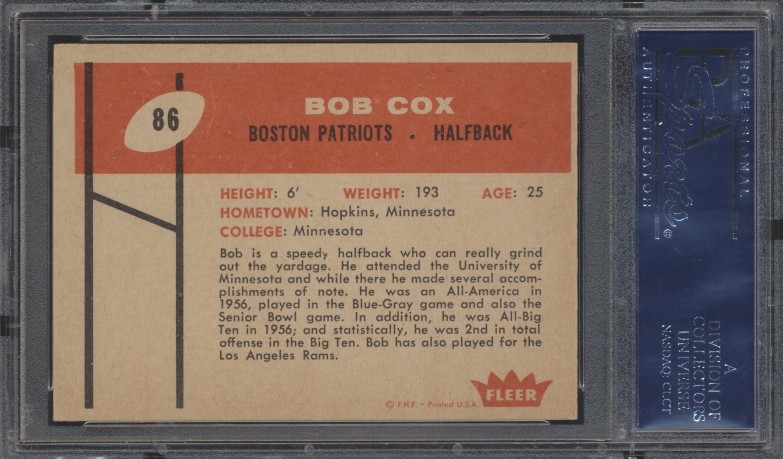 86
BOB COX
BOSTON PATRIOTS • HALFBACK
HEIGHT: 6' WEIGHT: 193 AGE: 25
HOMETOWN: Hopkins, Minnesota
COLLEGE: Minnesota
Bob is a speedy halfback who can really grind
out the yardage. He attended the University of
Minnesota and while there he made several accom-
plishments of note. He was an All-America in
1956, played in the Blue-Gray game and also the
Senior Bowl game. In addition, he was All-Big
Ten in 1956; and statistically, he was 2nd in total
offense in the Big Ten. Bob has also played for the
Los Angeles Rams.
FLEER
© F.H.F. • Printed U.S.A.
PROFESSIONAL
PSA
Sports
AUTHENTICATOR
A
DIVISION OF
COLLECTORS
UNIVERSE
NASDAQ: CLCT